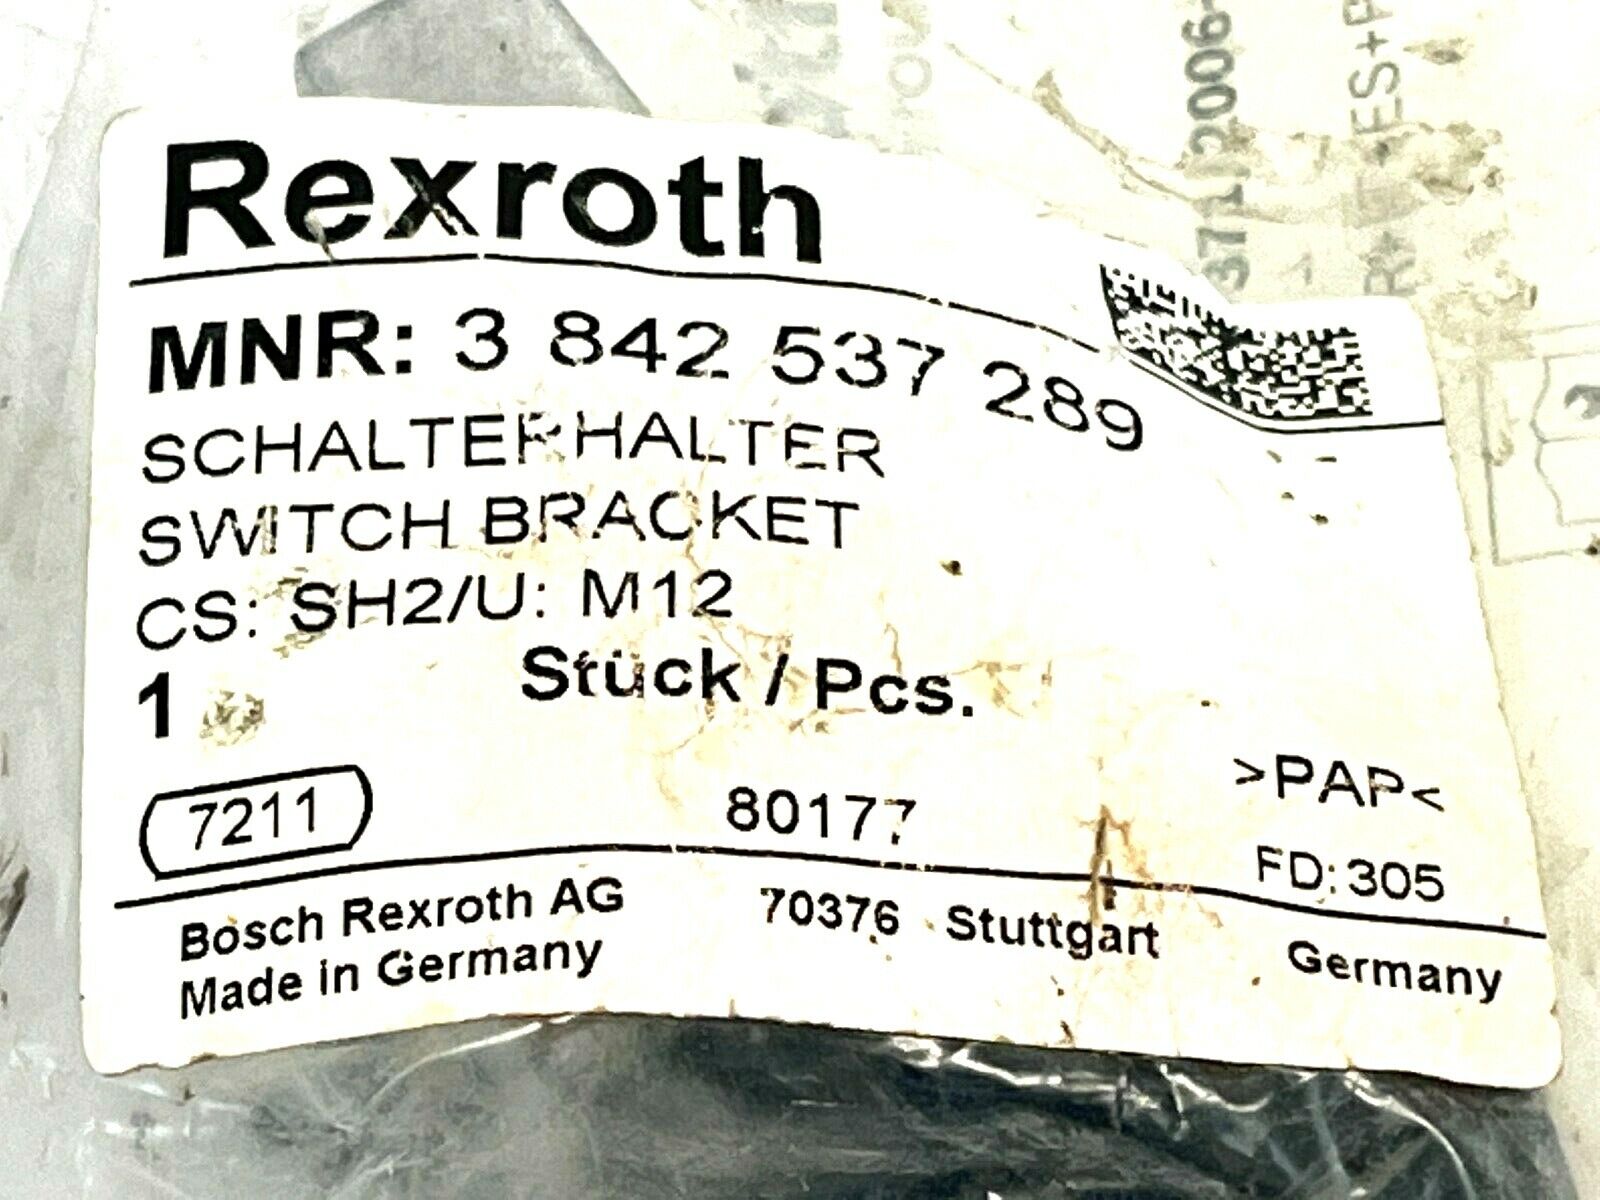 Rexroth
MNR: 3 842 537 289
SCHALTERHALTER
SWITCH BRACKET
CS: SH2/U: M12
1 Stück / Pcs.
>PAP<
7211 80177
FD: 305
Bosch Rexroth AG 70376 Stuttgart Germany
Made in Germany